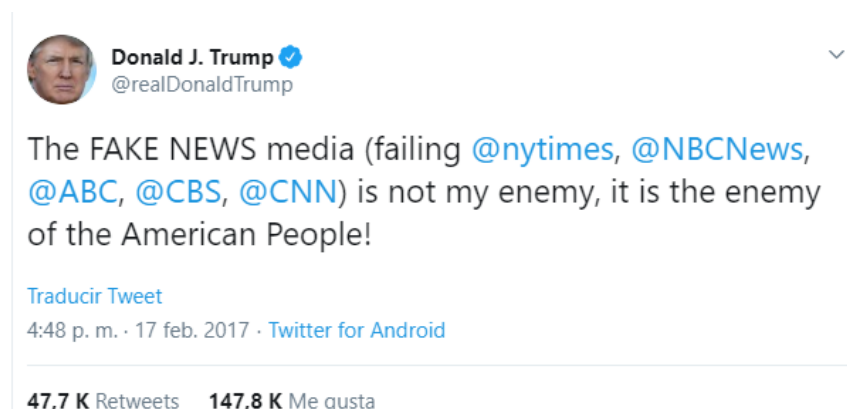 Donald J. Trump
@realDonaldTrump
The FAKE NEWS media (failing @nytimes, @NBCNews,
@ABC, @CBS, @CNN) is not my enemy, it is the enemy
of the American People!
Traducir Tweet
4:48 p. m. · 17 feb. 2017 · Twitter for Android
47,7 K Retweets 147,8 K Me gusta